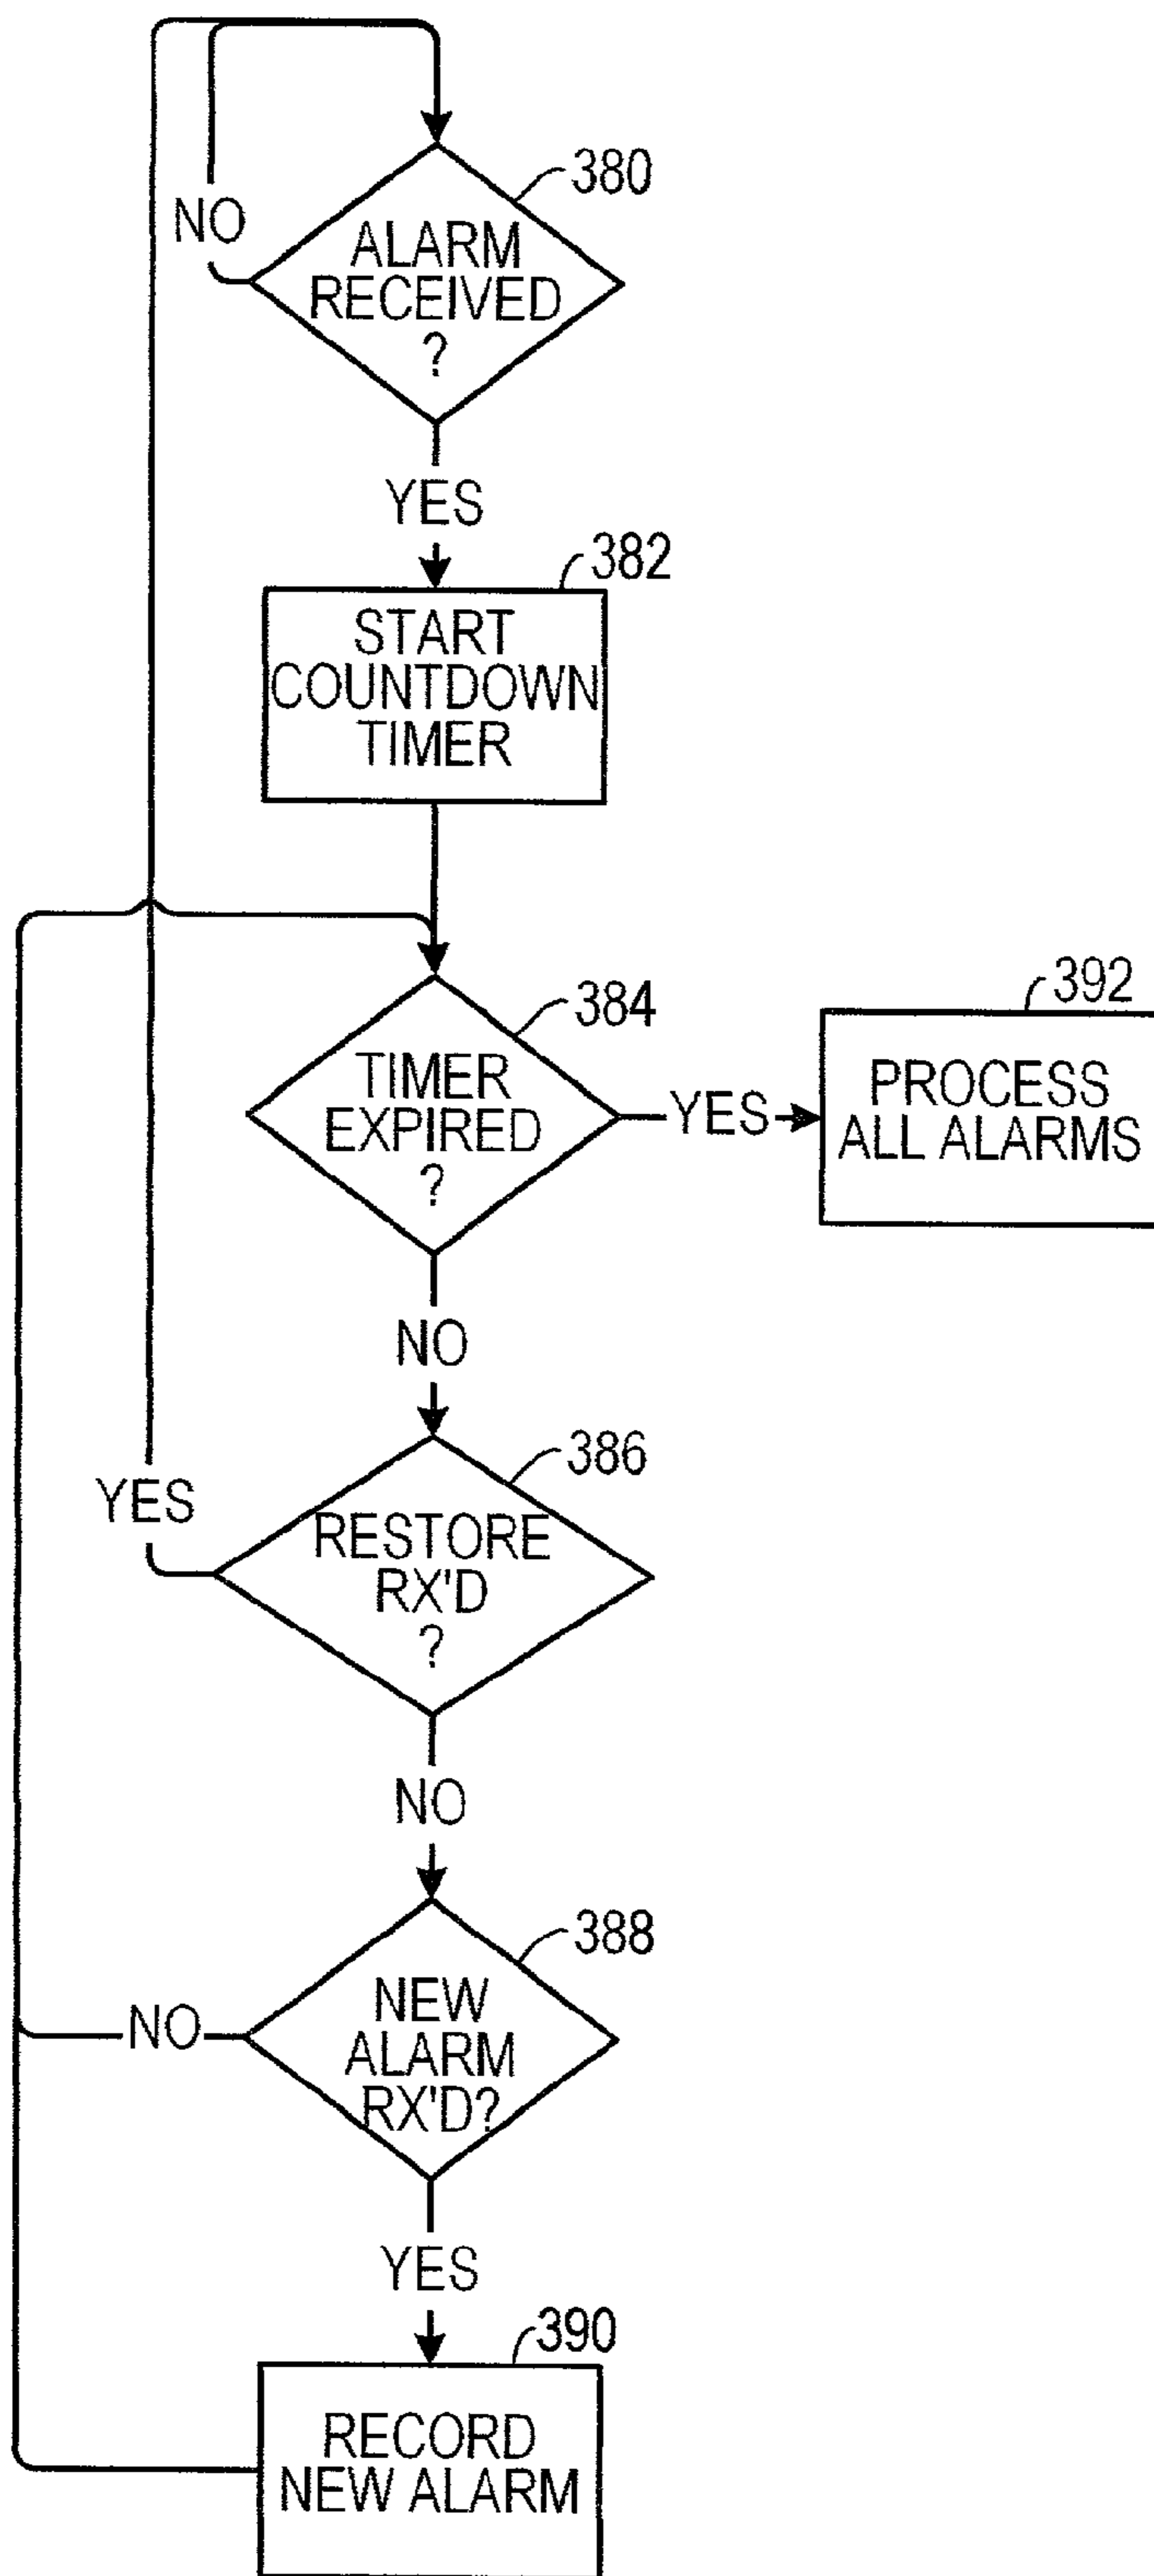 380
NO
ALARM
RECEIVED
?
YES
382
START
COUNTDOWN
TIMER
384
TIMER
EXPIRED
?
YES
392
PROCESS
ALL ALARMS
NO
386
YES
RESTORE
RX'D
?
NO
388
NEW
ALARM
RX'D?
NO
YES
390
RECORD
NEW ALARM